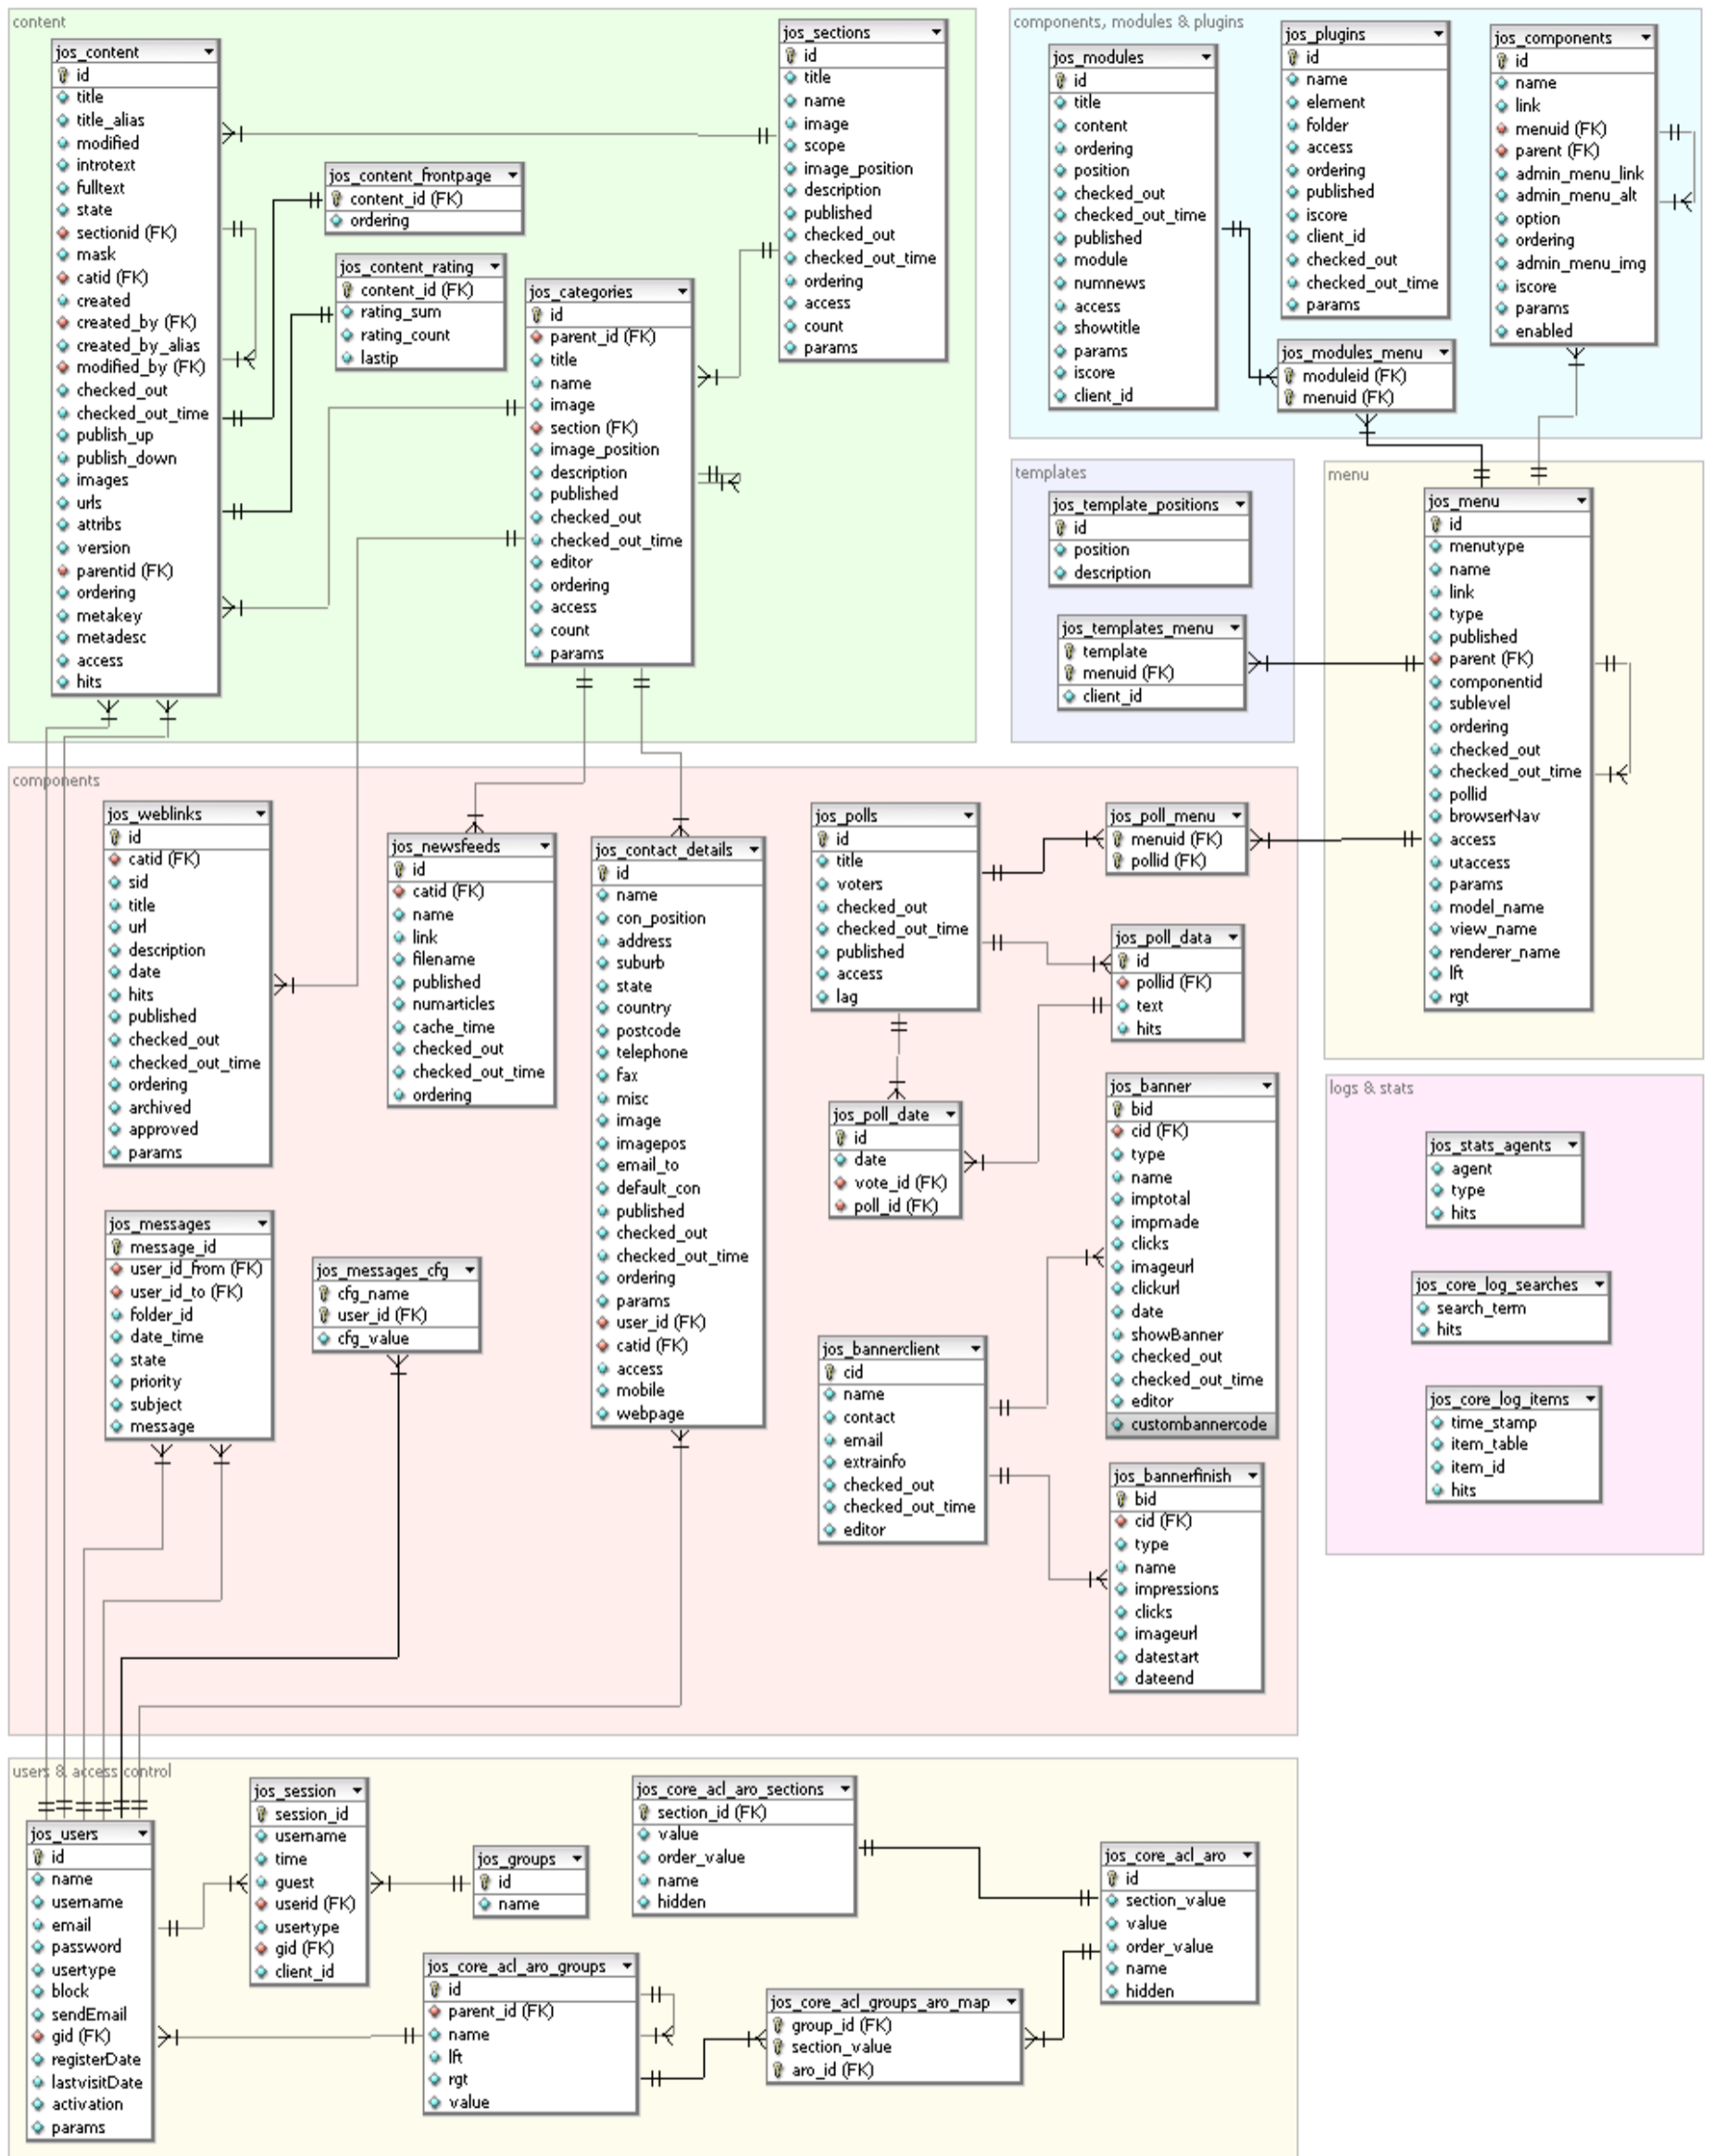 content
jos_content
id
title
title_alias
modified
introtext
fulltext
state
sectionid (FK)
mask
catid (FK)
created
created_by (FK)
created_by_alias
modified_by (FK)
checked_out
checked_out_time
publish_up
publish_down
images
urls
attribs
version
parentid (FK)
ordering
metakey
metadesc
access
hits
jos_content_frontpage
content_id (FK)
ordering
jos_content_rating
content_id (FK)
rating_sum
rating_count
lastip
jos_categories
id
parent_id (FK)
title
name
image
section (FK)
image_position
description
published
checked_out
checked_out_time
editor
ordering
access
count
params
jos_sections
id
title
name
image
scope
image_position
description
published
checked_out
checked_out_time
ordering
access
count
params
components, modules & plugins
jos_modules
id
title
content
ordering
position
checked_out
checked_out_time
published
module
numnews
access
showtitle
params
iscore
client_id
jos_plugins
id
name
element
folder
access
ordering
published
iscore
client_id
checked_out
checked_out_time
params
jos_modules_menu
moduleid (FK)
menuid (FK)
jos_components
id
name
link
menuid (FK)
parent (FK)
admin_menu_link
admin_menu_alt
option
ordering
admin_menu_img
iscore
params
enabled
templates
jos_template_positions
id
position
description
jos_templates_menu
template
menuid (FK)
client_id
menu
jos_menu
id
menutype
name
link
type
published
parent (FK)
componentid
sublevel
ordering
checked_out
checked_out_time
pollid
browserNav
access
utaccess
params
model_name
view_name
renderer_name
lft
rgt
components
jos_weblinks
id
catid (FK)
sid
title
url
description
date
hits
published
checked_out
checked_out_time
ordering
archived
approved
params
jos_newsfeeds
id
catid (FK)
name
link
filename
published
numarticles
cache_time
checked_out
checked_out_time
ordering
jos_contact_details
id
name
con_position
address
suburb
state
country
postcode
telephone
fax
misc
image
imagepos
email_to
default_con
published
checked_out
checked_out_time
ordering
params
user_id (FK)
catid (FK)
access
mobile
webpage
jos_polls
id
title
voters
checked_out
checked_out_time
published
access
lag
jos_poll_menu
menuid (FK)
pollid (FK)
jos_poll_data
id
pollid (FK)
text
hits
jos_poll_date
id
date
vote_id (FK)
poll_id (FK)
jos_banner
bid
cid (FK)
type
name
imptotal
impmade
clicks
imageurl
clickurl
date
showBanner
checked_out
checked_out_time
editor
custombannercode
jos_messages
message_id
user_id_from (FK)
user_id_to (FK)
folder_id
date_time
state
priority
subject
message
jos_messages_cfg
cfg_name
user_id (FK)
cfg_value
jos_bannerclient
cid
name
contact
email
extrainfo
checked_out
checked_out_time
editor
jos_bannerfinish
bid
cid (FK)
type
name
impressions
clicks
imageurl
datestart
dateend
logs & stats
jos_stats_agents
agent
type
hits
jos_core_log_searches
search_term
hits
jos_core_log_items
time_stamp
item_table
item_id
hits
users & access control
jos_users
id
name
username
email
password
usertype
block
sendEmail
gid (FK)
registerDate
lastvisitDate
activation
params
jos_session
session_id
username
time
guest
userid (FK)
usertype
gid (FK)
client_id
jos_groups
id
name
jos_core_acl_aro_sections
section_id (FK)
value
order_value
name
hidden
jos_core_acl_aro_groups
id
parent_id (FK)
name
lft
rgt
value
jos_core_acl_groups_aro_map
group_id (FK)
section_value
aro_id (FK)
jos_core_acl_aro
id
section_value
value
order_value
name
hidden